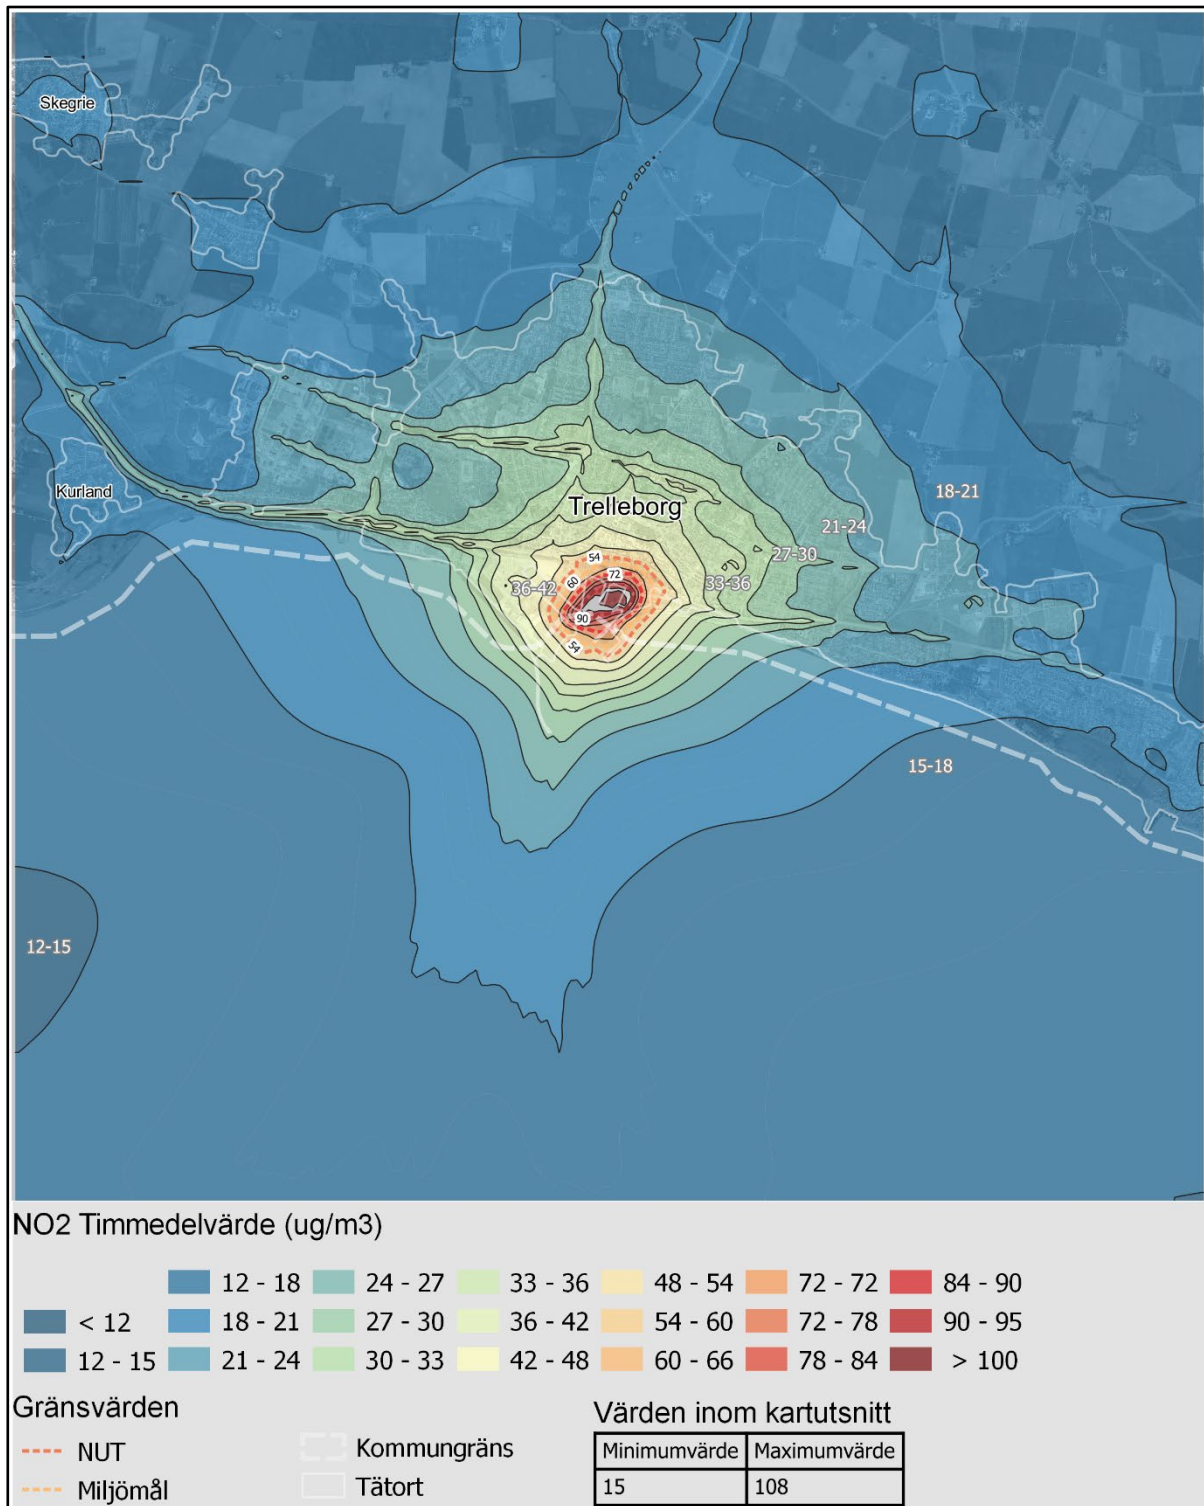 Skegrie
Kurland
Trelleborg
18-21
21-24
27-30
33-36
36-42
54
60
72
90
54
15-18
12-15
NO2 Timmedelvärde (ug/m3)
12 - 18 24 - 27 33 - 36 48 - 54 72 - 72 84 - 90
< 12 18 - 21 27 - 30 36 - 42 54 - 60 72 - 78 90 - 95
12 - 15 21 - 24 30 - 33 42 - 48 60 - 66 78 - 84 > 100
Gränsvärden
NUT
Miljömål
Kommungräns
Tätort
Värden inom kartutsnitt
Minimumvärde Maximumvärde
15 108